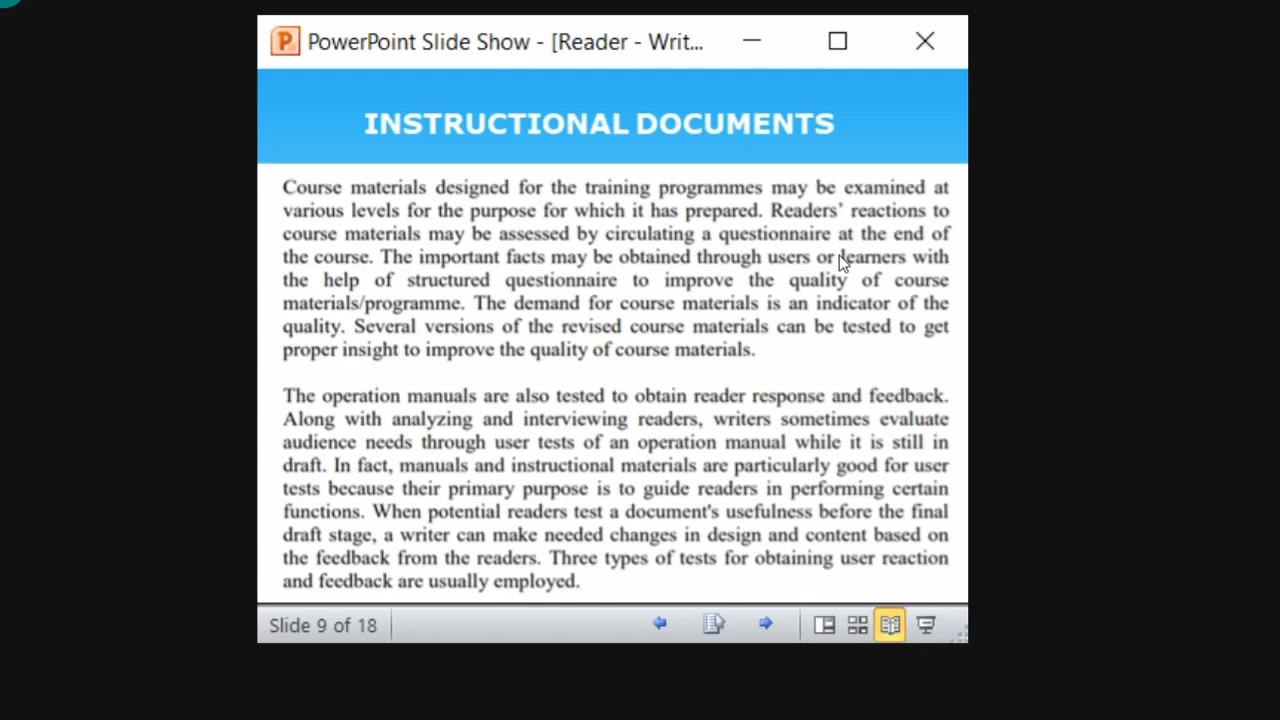 PowerPoint Slide Show - [Reader - Writ...
INSTRUCTIONAL DOCUMENTS
Course materials designed for the training programmes may be examined at
various levels for the purpose for which it has prepared. Readers’ reactions to
course materials may be assessed by circulating a questionnaire at the end of
the course. The important facts may be obtained through users or learners with
the help of structured questionnaire to improve the quality of course
materials/programme. The demand for course materials is an indicator of the
quality. Several versions of the revised course materials can be tested to get
proper insight to improve the quality of course materials.
The operation manuals are also tested to obtain reader response and feedback.
Along with analyzing and interviewing readers, writers sometimes evaluate
audience needs through user tests of an operation manual while it is still in
draft. In fact, manuals and instructional materials are particularly good for user
tests because their primary purpose is to guide readers in performing certain
functions. When potential readers test a document's usefulness before the final
draft stage, a writer can make needed changes in design and content based on
the feedback from the readers. Three types of tests for obtaining user reaction
and feedback are usually employed.
Slide 9 of 18